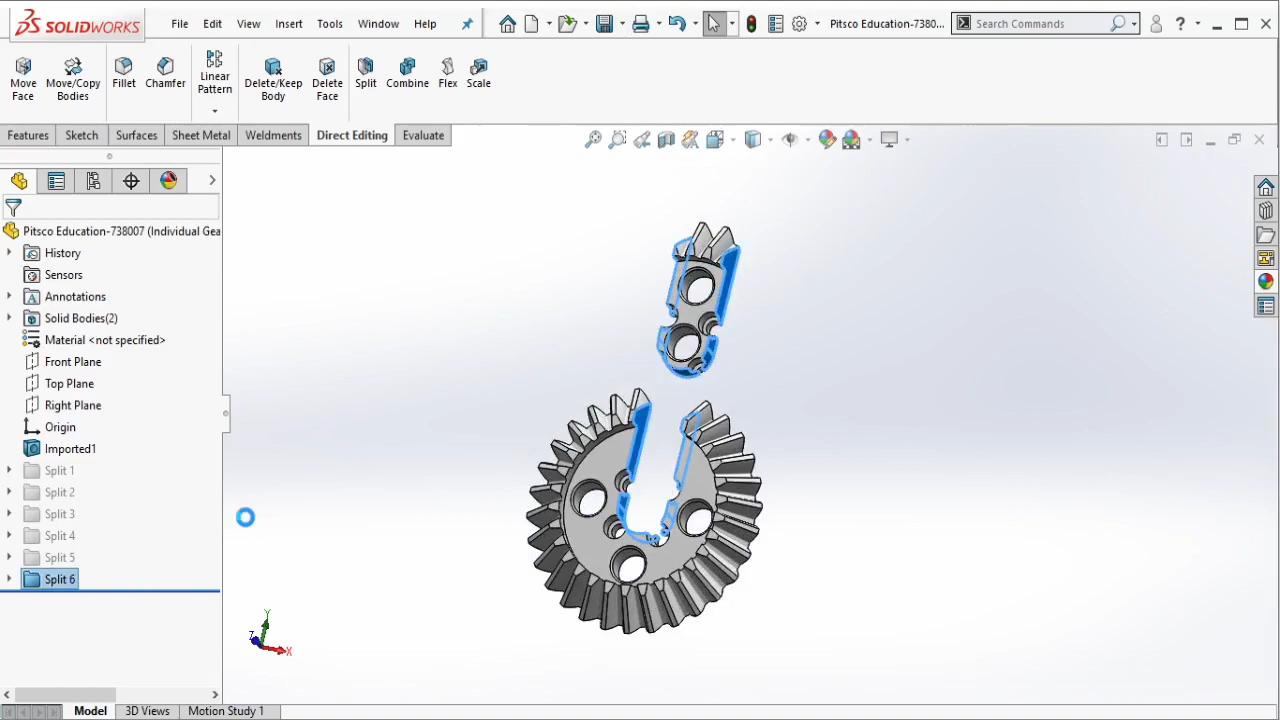 SOLIDWORKS
File Edit View Insert Tools Window Help
Pitsco Education-7380...
Search Commands
Move Face
Move/Copy Bodies
Fillet
Chamfer
Linear Pattern
Delete/Keep Body
Delete Face
Split
Combine
Flex
Scale
Features Sketch Surfaces Sheet Metal Weldments Direct Editing Evaluate
Pitsco Education-738007 (Individual Gea
History
Sensors
Annotations
Solid Bodies(2)
Material <not specified>
Front Plane
Top Plane
Right Plane
Origin
Imported1
Split 1
Split 2
Split 3
Split 4
Split 5
Split 6
Y
Z
X
Model 3D Views Motion Study 1